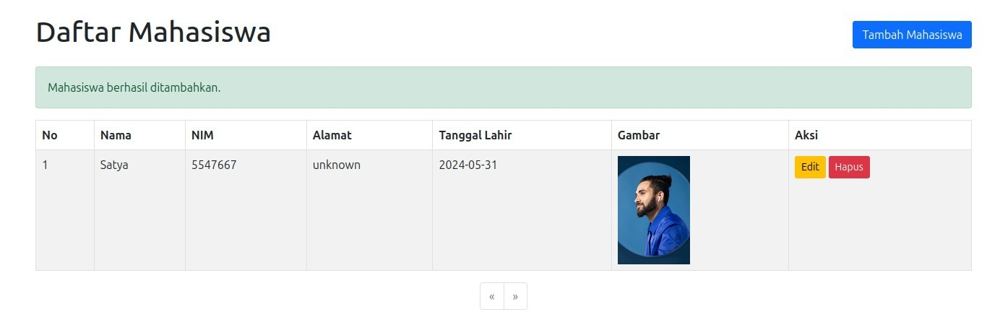 Daftar Mahasiswa
Tambah Mahasiswa
Mahasiswa berhasil ditambahkan.
No Nama NIM Alamat Tanggal Lahir Gambar Aksi
1 Satya 5547667 unknown 2024-05-31 Edit Hapus
« »